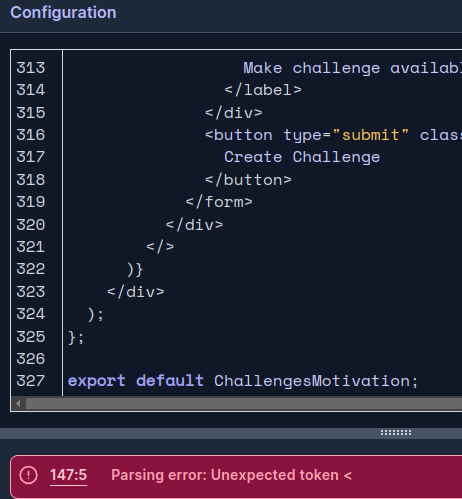 Configuration
313 Make challenge availabl
314 </label>
315 </div>
316 <button type="submit" class
317 Create Challenge
318 </button>
319 </form>
320 </div>
321 </>
322 )}
323 </div>
324 );
325 };
326
327 export default ChallengesMotivation;
147:5 Parsing error: Unexpected token <